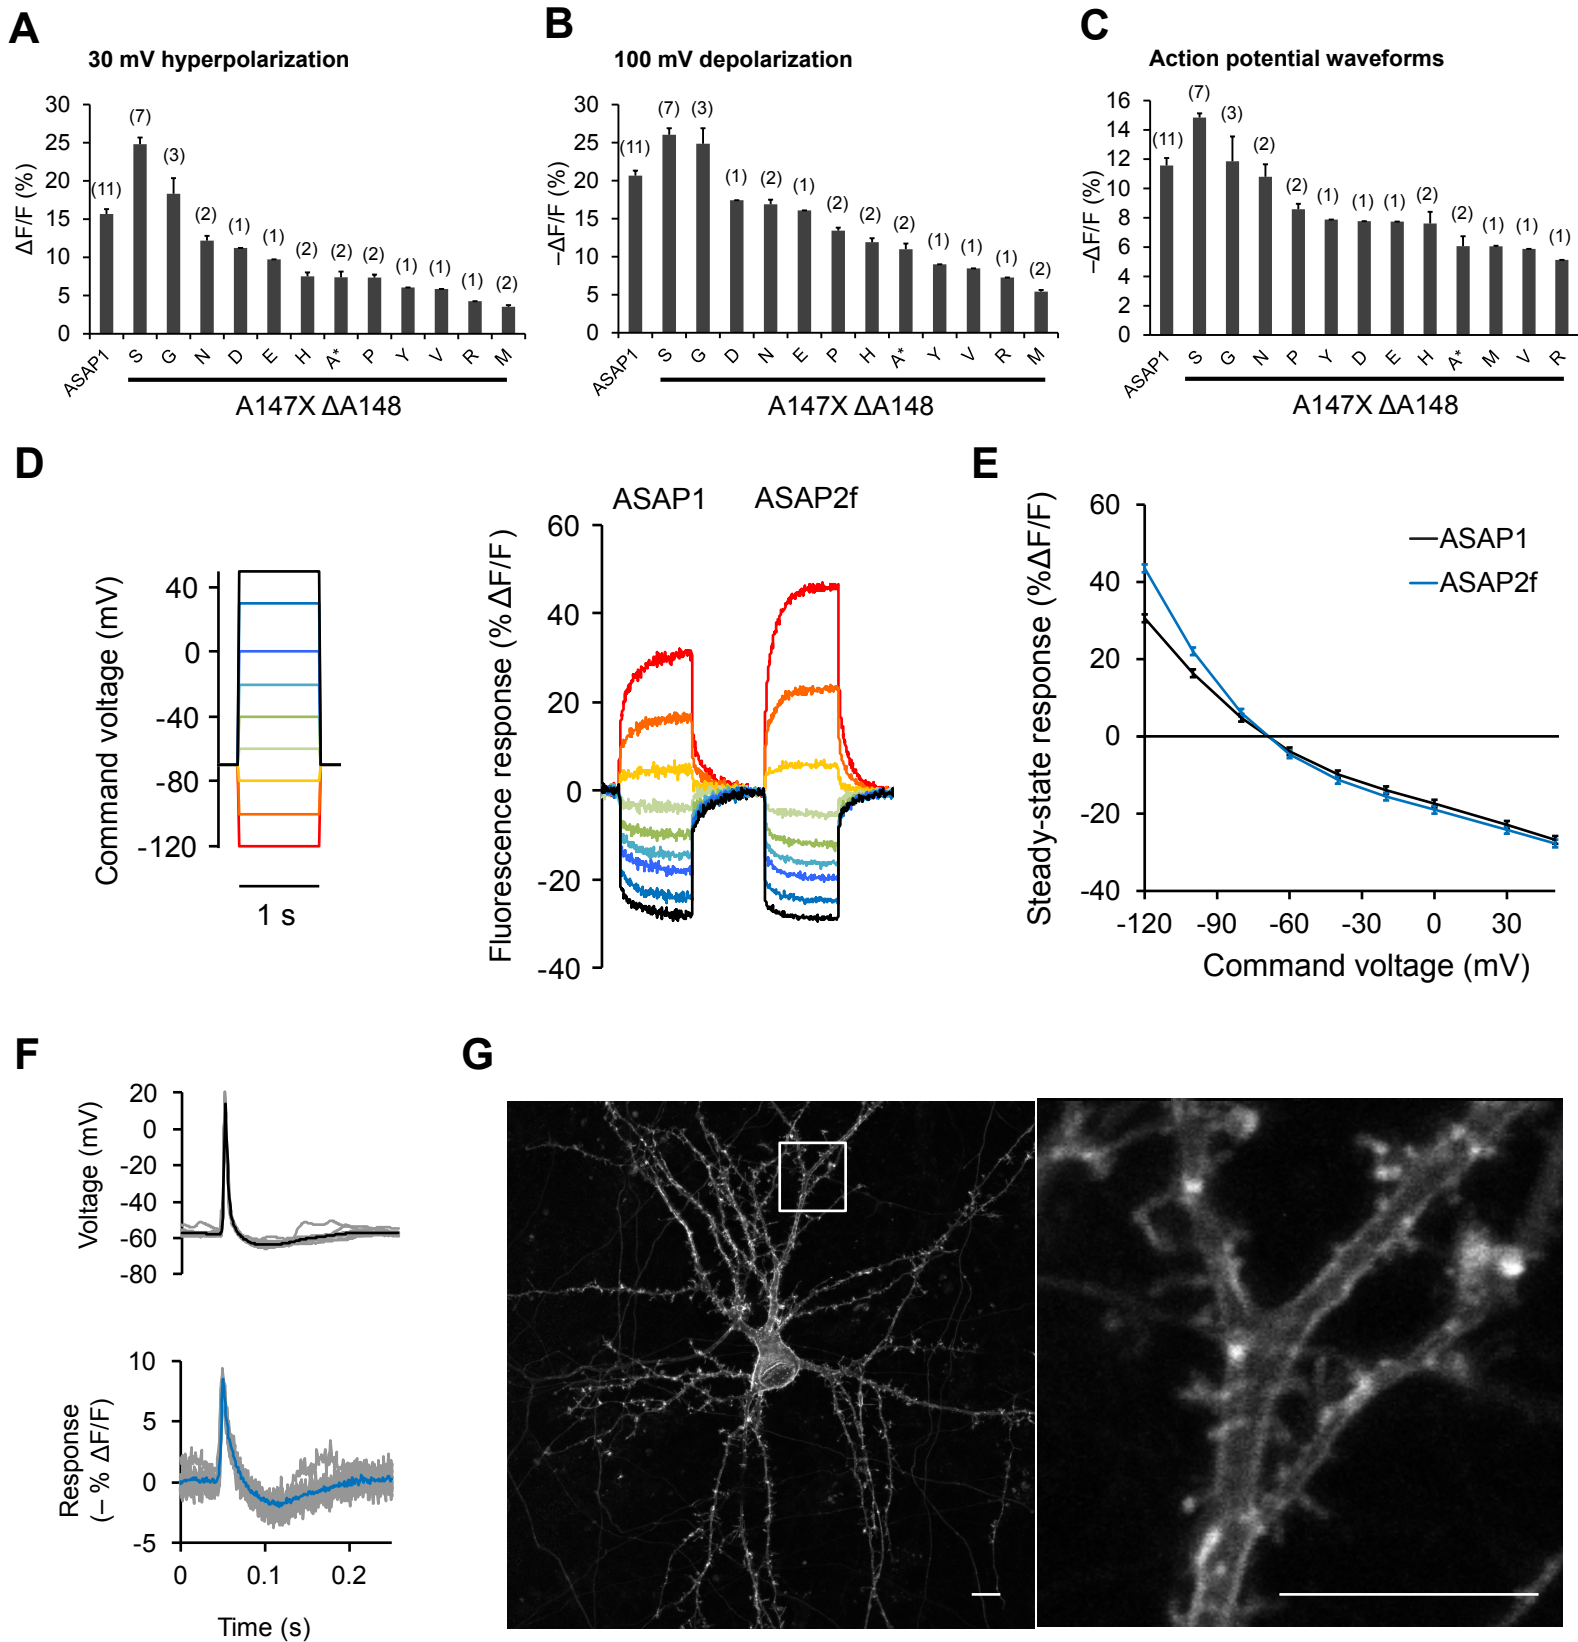 A
30 mV hyperpolarization
ΔF/F (%)
30
25
20
15
10
5
0
(11)
(7)
(3)
(2)
(1)
(1)
(2)
(2)
(2)
(1)
(1)
(1)
(2)
ASAP1 S G N D E H A* P Y V R M
A147X ΔA148
B
100 mV depolarization
–ΔF/F (%)
30
25
20
15
10
5
0
(11)
(7)
(3)
(1)
(2)
(1)
(2)
(2)
(2)
(1)
(1)
(1)
(2)
ASAP1 S G D N E P H A* Y V R M
A147X ΔA148
C
Action potential waveforms
–ΔF/F (%)
16
14
12
10
8
6
4
2
0
(11)
(7)
(3)
(2)
(2)
(1)
(1)
(1)
(2)
(2)
(1)
(1)
(1)
ASAP1 S G N P Y D E H A* M V R
A147X ΔA148
D
Command voltage (mV)
40
0
-40
-80
-120
1 s
ASAP1 ASAP2f
Fluorescence response (% ΔF/F)
60
40
20
0
-20
-40
E
Steady-state response (%ΔF/F)
60
40
20
0
-20
-40
ASAP1
ASAP2f
-120 -90 -60 -30 0 30
Command voltage (mV)
F
Voltage (mV)
20
0
-20
-40
-60
-80
Response
(– % ΔF/F)
10
5
0
-5
0 0.1 0.2
Time (s)
G